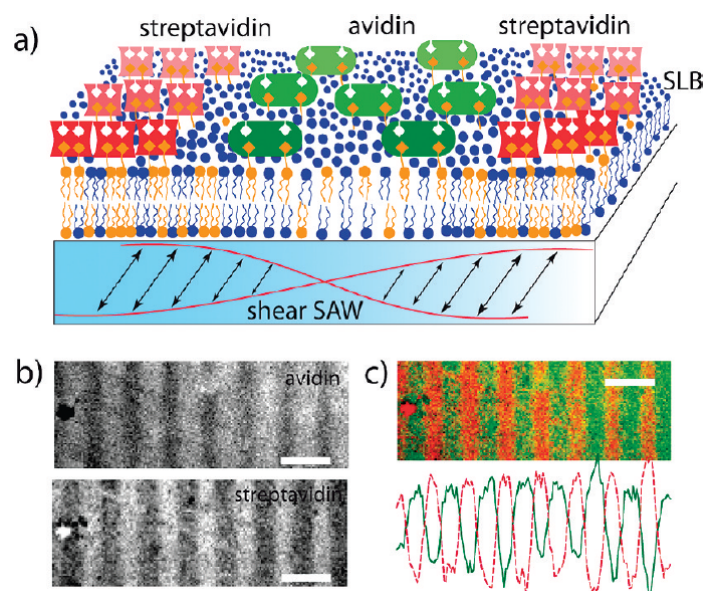 a)
streptavidin avidin streptavidin
SLB
shear SAW
b)
avidin
streptavidin
c)